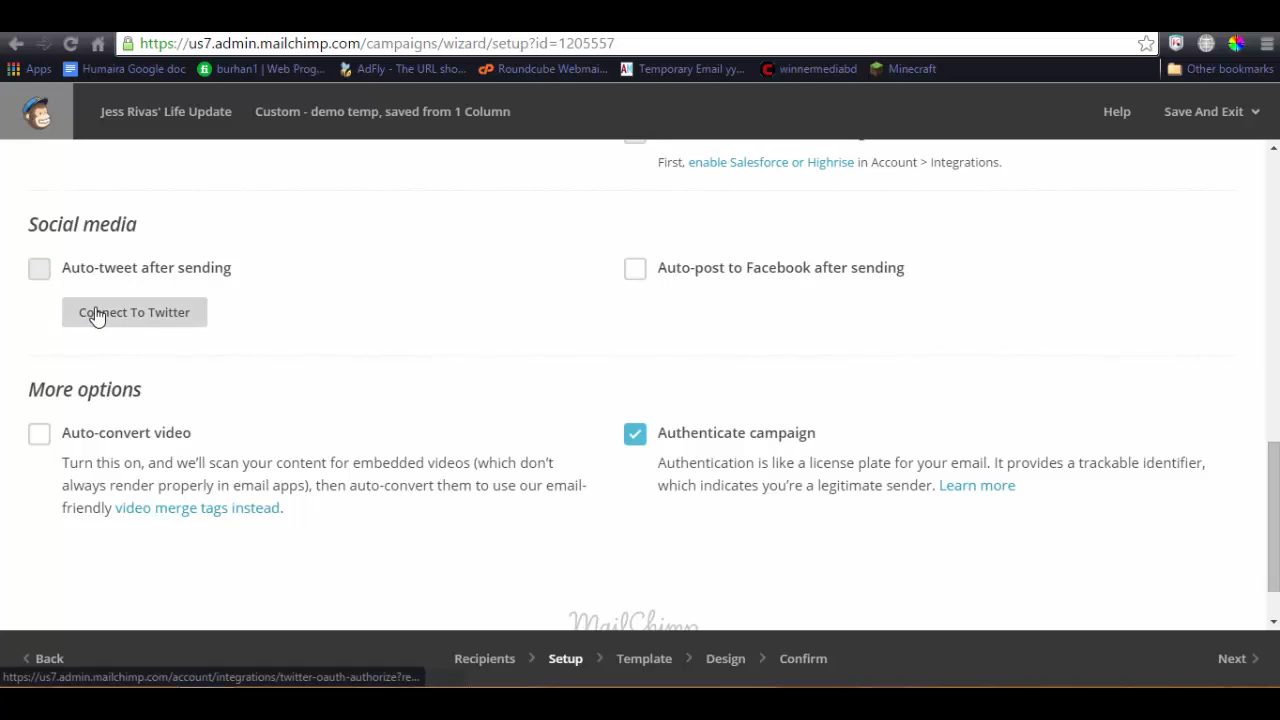 https://us7.admin.mailchimp.com/campaigns/wizard/setup?id=1205557
Apps Humaira Google doc burhan1 | Web Prog... AdFly - The URL sho... Roundcube Webmai... Temporary Email yy... winnermediabd Minecraft Other bookmarks
Jess Rivas' Life Update Custom - demo temp, saved from 1 Column Help Save And Exit
First, enable Salesforce or Highrise in Account > Integrations.
Social media
Auto-tweet after sending Auto-post to Facebook after sending
Connect To Twitter
More options
Auto-convert video Authenticate campaign
Turn this on, and we'll scan your content for embedded videos (which don't
always render properly in email apps), then auto-convert them to use our email-
friendly video merge tags instead.
Authentication is like a license plate for your email. It provides a trackable identifier,
which indicates you're a legitimate sender. Learn more
MailChimp
Back Recipients Setup Template Design Confirm Next
https://us7.admin.mailchimp.com/account/integrations/twitter-oauth-authorize?re...